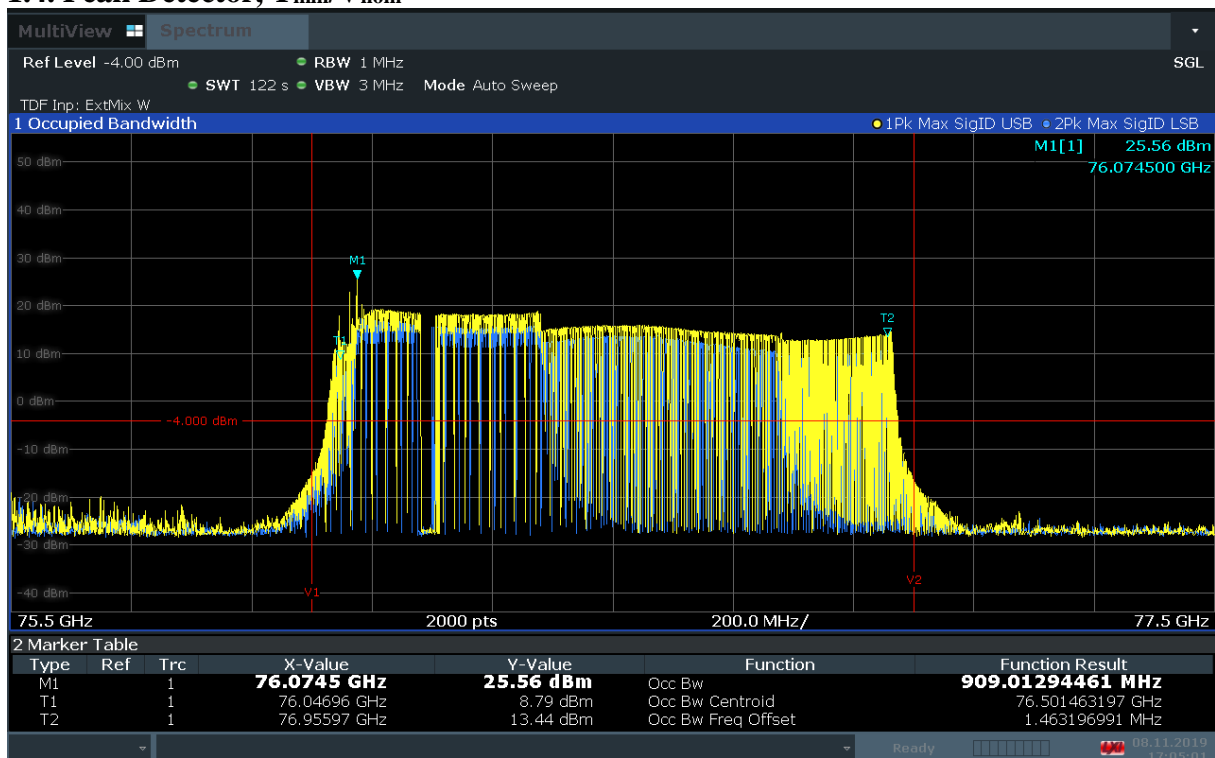 MultiView Spectrum
Ref Level -4.00 dBm RBW 1 MHz SGL
SWT 122 s VBW 3 MHz Mode Auto Sweep
TDF Inp: ExtMix W
1 Occupied Bandwidth 1Pk Max SigID USB 2Pk Max SigID LSB
M1[1] 25.56 dBm
76.074500 GHz
50 dBm
40 dBm
30 dBm
M1
20 dBm
T2
T1
10 dBm
0 dBm
-4.000 dBm
-10 dBm
-20 dBm
-30 dBm
V2
-40 dBm
V1
75.5 GHz 2000 pts 200.0 MHz/ 77.5 GHz
2 Marker Table
Type Ref Trc X-Value Y-Value Function Function Result
M1 1 76.0745 GHz 25.56 dBm Occ Bw 909.01294461 MHz
T1 1 76.04696 GHz 8.79 dBm Occ Bw Centroid 76.501463197 GHz
T2 1 76.95597 GHz 13.44 dBm Occ Bw Freq Offset 1.463196991 MHz
Ready 08.11.2019
17:05:01